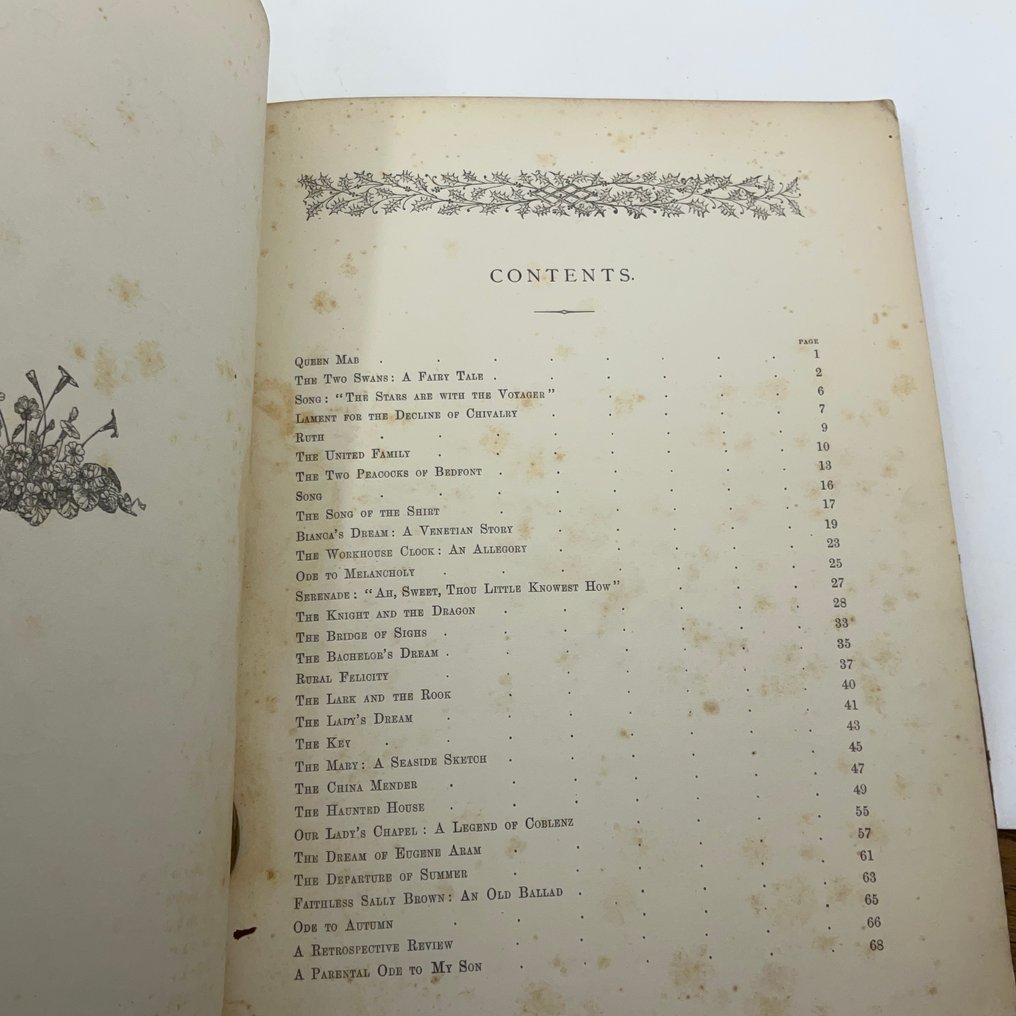 CONTENTS.
PAGE
QUEEN MAB . . . . . . . . 1
THE TWO SWANS: A FAIRY TALE . . . . . . 2
SONG: "THE STARS ARE WITH THE VOYAGER" . . . . 6
LAMENT FOR THE DECLINE OF CHIVALRY . . . . . 7
RUTH . . . . . . . . 9
THE UNITED FAMILY . . . . . . . 10
THE TWO PEACOCKS OF BEDFONT . . . . . . 13
SONG . . . . . . . . 16
THE SONG OF THE SHIRT . . . . . . . 17
BIANCA'S DREAM: A VENETIAN STORY . . . . . 19
THE WORKHOUSE CLOCK: AN ALLEGORY . . . . . 23
ODE TO MELANCHOLY . . . . . . . 25
SERENADE: "AH, SWEET, THOU LITTLE KNOWEST HOW" . . . 27
THE KNIGHT AND THE DRAGON . . . . . . 28
THE BRIDGE OF SIGHS . . . . . . . 33
THE BACHELOR'S DREAM . . . . . . . 35
RURAL FELICITY . . . . . . . 37
THE LARK AND THE ROOK . . . . . . 40
THE LADY'S DREAM . . . . . . . 41
THE KEY . . . . . . . . 43
THE MARY: A SEASIDE SKETCH . . . . . . 45
THE CHINA MENDER . . . . . . . 47
THE HAUNTED HOUSE . . . . . . . 49
OUR LADY'S CHAPEL: A LEGEND OF COBLENZ . . . . 55
THE DREAM OF EUGENE ARAM . . . . . . 57
THE DEPARTURE OF SUMMER . . . . . . 61
FAITHLESS SALLY BROWN: AN OLD BALLAD . . . . . 63
ODE TO AUTUMN . . . . . . . 65
A RETROSPECTIVE REVIEW . . . . . . 66
A PARENTAL ODE TO MY SON . . . . . . 68